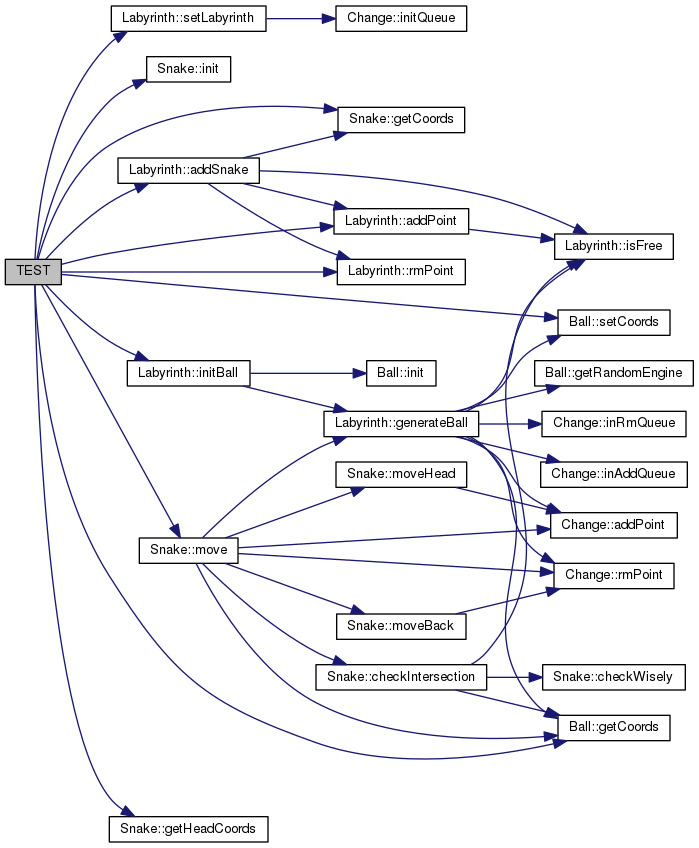 Labyrinth::setLabyrinth
Change::initQueue
Snake::init
Snake::getCoords
Labyrinth::addSnake
Labyrinth::addPoint
Labyrinth::isFree
TEST
Labyrinth::rmPoint
Ball::setCoords
Labyrinth::initBall
Ball::init
Ball::getRandomEngine
Labyrinth::generateBall
Change::inRmQueue
Snake::moveHead
Change::inAddQueue
Change::addPoint
Snake::move
Change::rmPoint
Snake::moveBack
Snake::checkIntersection
Snake::checkWisely
Ball::getCoords
Snake::getHeadCoords